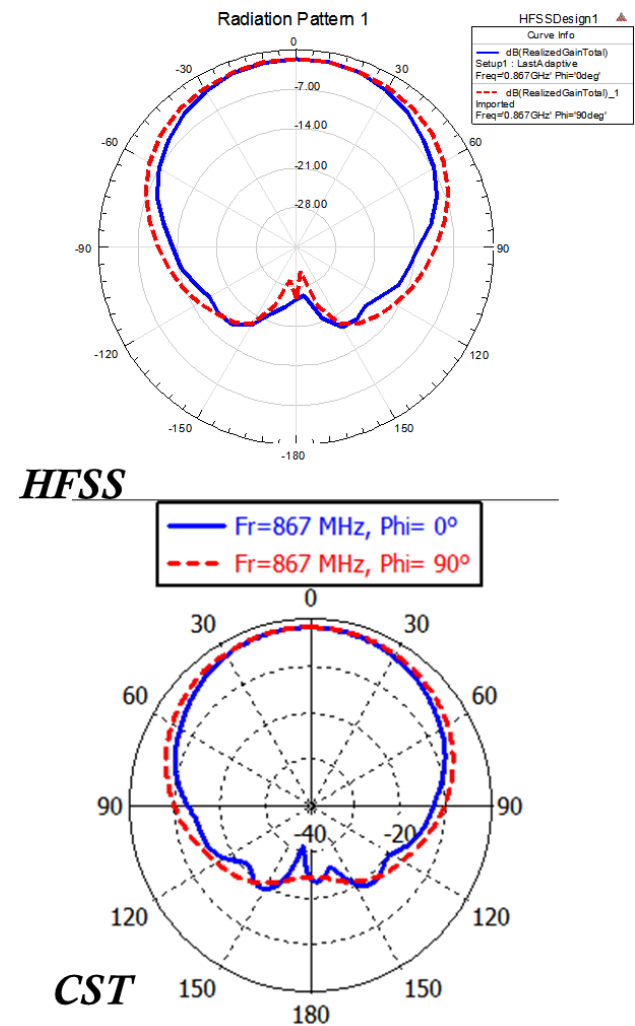 Radiation Pattern 1
HFSSDesign1
Curve Info
dB(RealizedGainTotal)
Setup1 : LastAdaptive
Freq='0.867GHz' Phi='0deg'
dB(RealizedGainTotal)_1
Imported
Freq='0.867GHz' Phi='90deg'
0
-30
30
-7.00
-14.00
-60
60
-21.00
-28.00
-90
90
-120
120
-150
150
-180
HFSS
Fr=867 MHz, Phi= 0º
Fr=867 MHz, Phi= 90º
0
30
30
60
60
90
90
-40
-20
120
120
150
150
180
CST